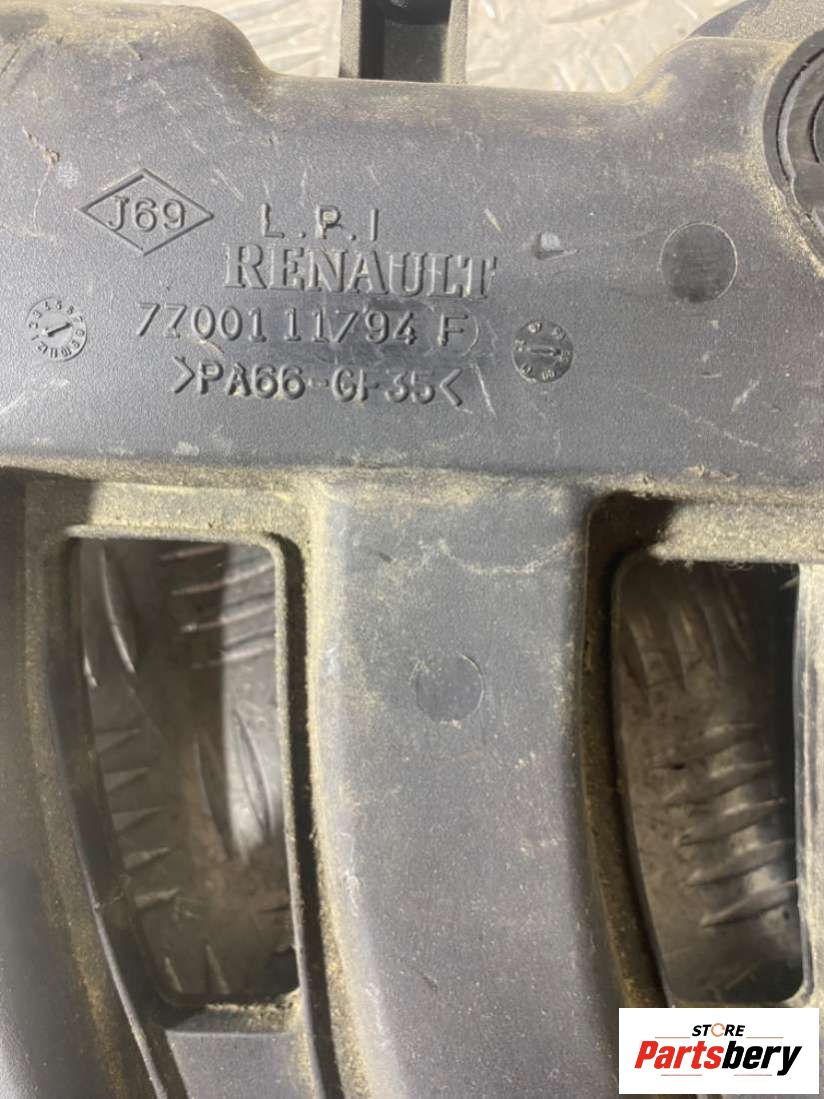 J69
L.P.I
RENAULT
7700111794 F
>PA66-GF35<
STORE
Partsbery